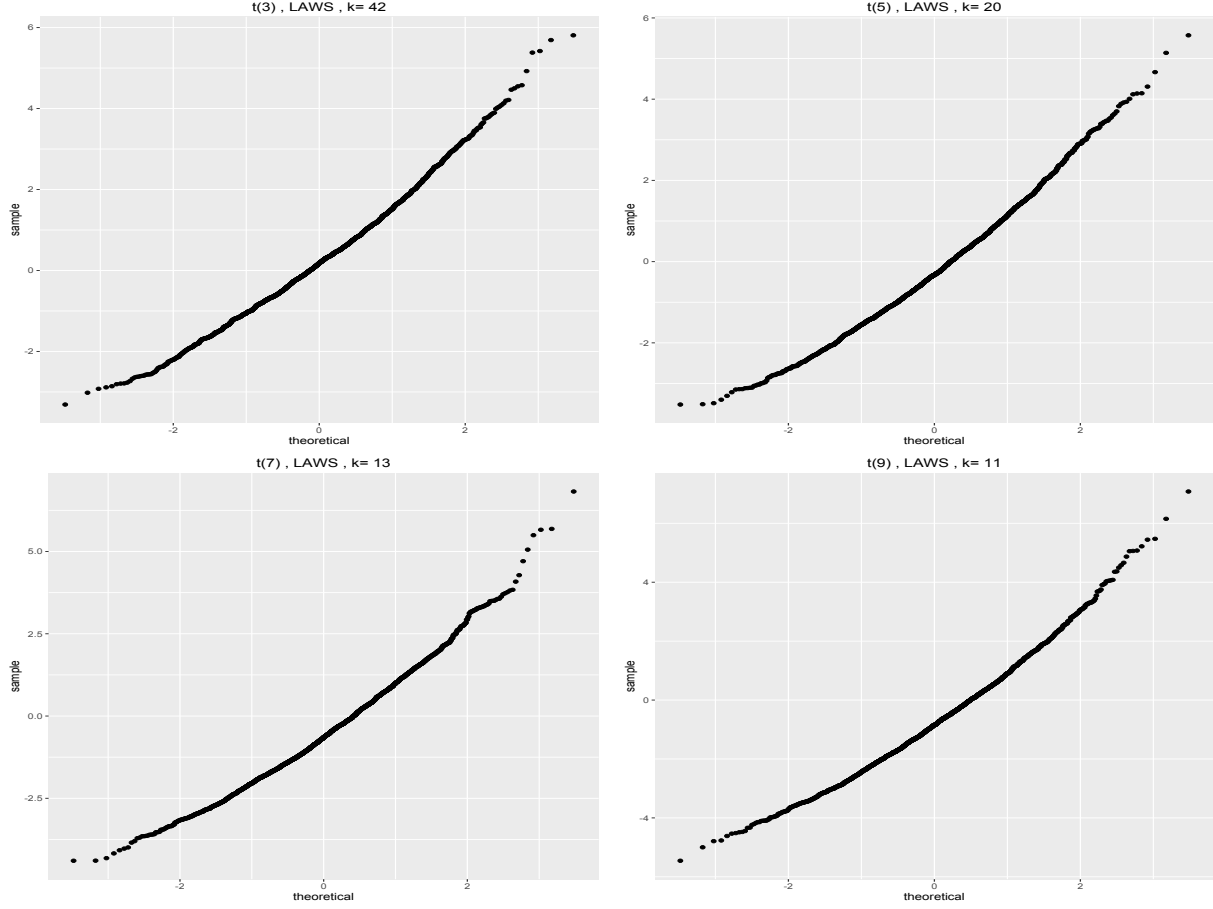 t(3) , LAWS , k= 42
6
4
2
0
-2
sample
-2
0
2
theoretical
t(5) , LAWS , k= 20
6
4
2
0
-2
sample
-2
0
2
theoretical
t(7) , LAWS , k= 13
5.0
2.5
0.0
-2.5
sample
-2
0
2
theoretical
t(9) , LAWS , k= 11
4
0
-4
sample
-2
0
2
theoretical